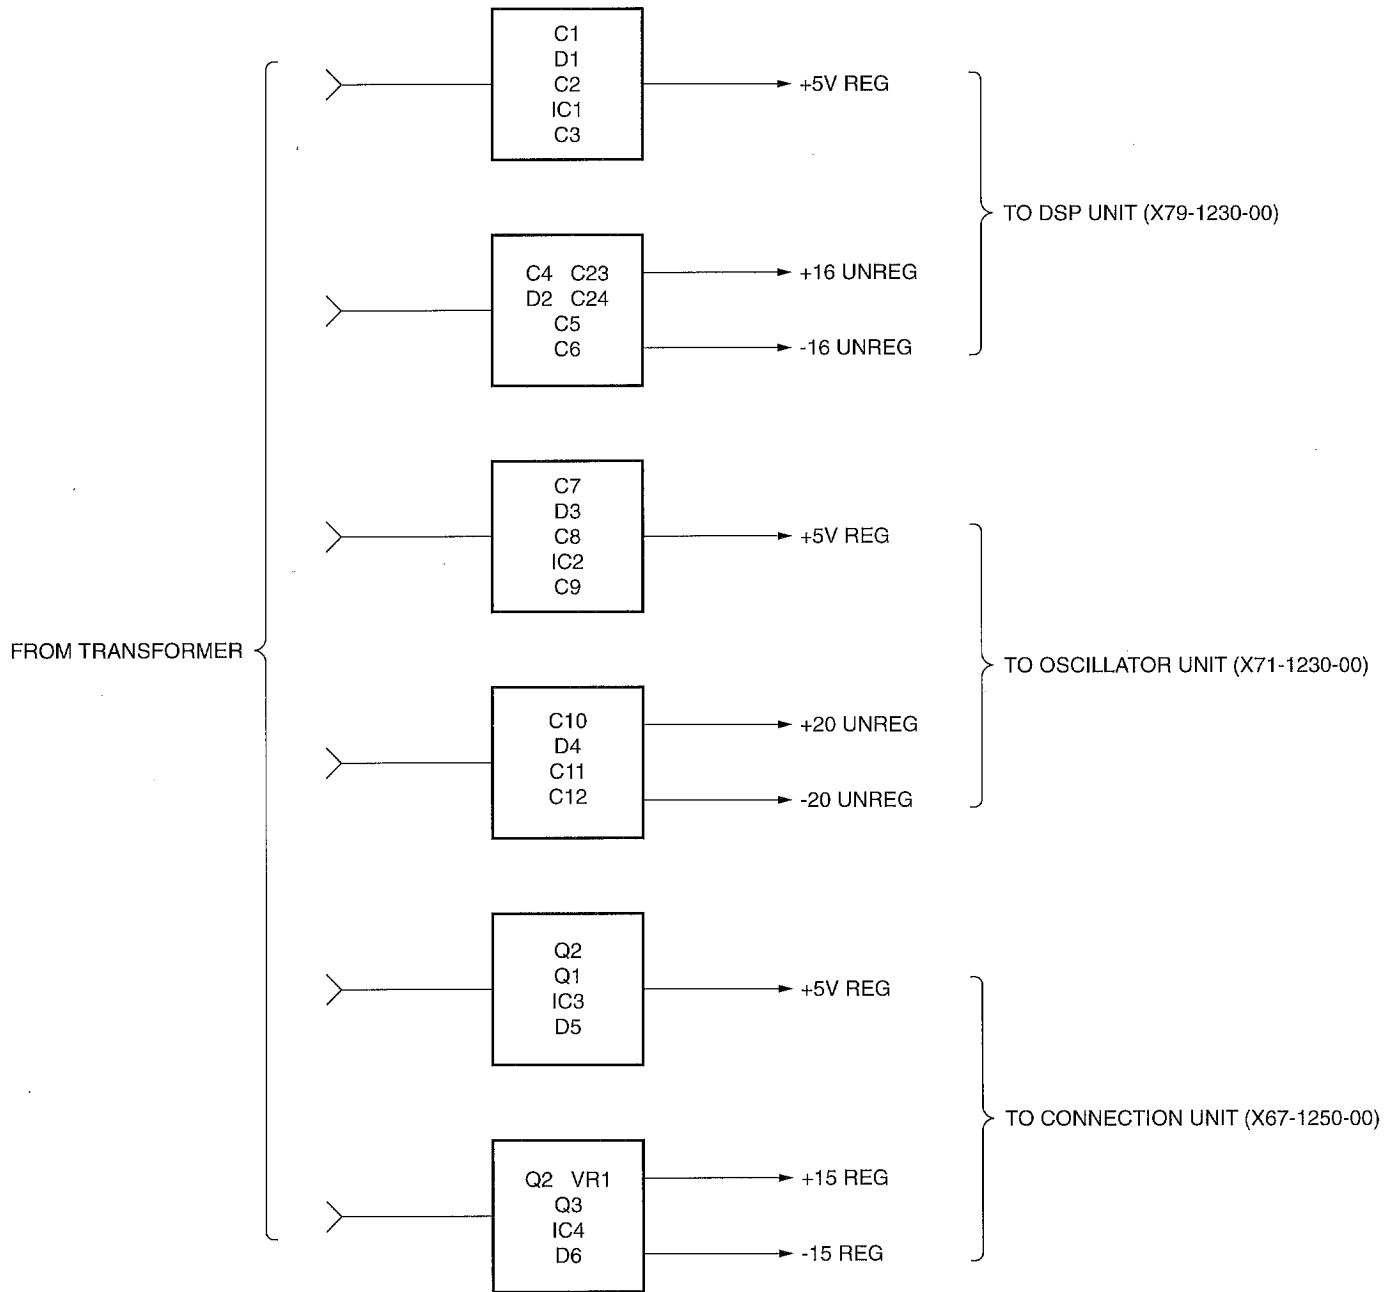 C1
D1
C2
IC1
C3
+5V REG
TO DSP UNIT (X79-1230-00)
C4 C23
D2 C24
C5
C6
+16 UNREG
-16 UNREG
C7
D3
C8
IC2
C9
+5V REG
FROM TRANSFORMER
TO OSCILLATOR UNIT (X71-1230-00)
C10
D4
C11
C12
+20 UNREG
-20 UNREG
Q2
Q1
IC3
D5
+5V REG
TO CONNECTION UNIT (X67-1250-00)
Q2 VR1
Q3
IC4
D6
+15 REG
-15 REG